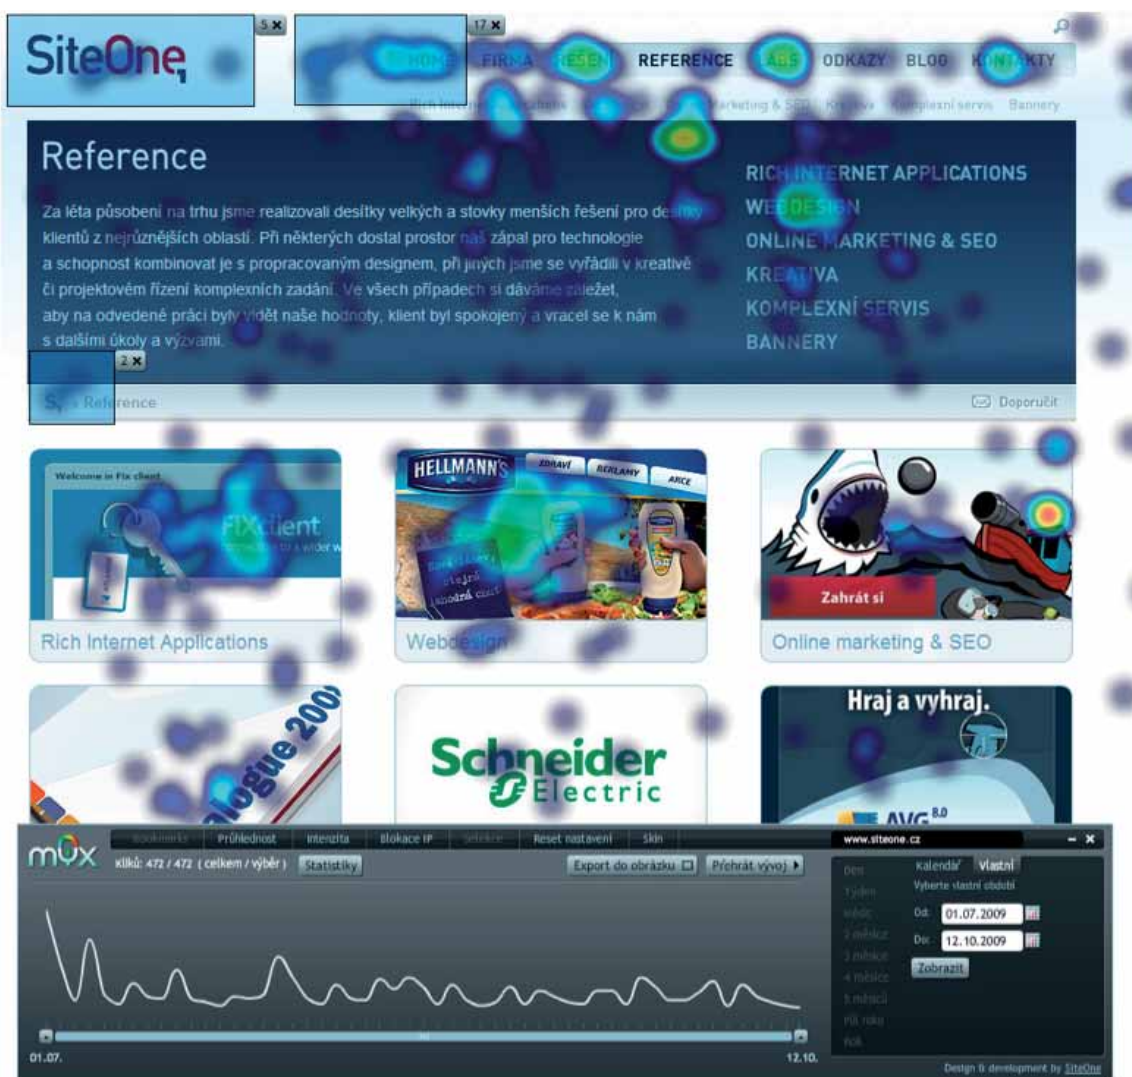 5 ×
17 ×
SiteOne
HOME FIRMA ŘEŠENÍ REFERENCE LABS ODKAZY BLOG KONTAKTY
Rich Marketing & SEO Kreativa Komplexní servis Bannery
Reference
Za léta působení na trhu jsme realizovali desítky velkých a stovky menších řešení pro desítky
klientů z nejrůznějších oblastí. Při některých dostal prostor náš zápal pro technologie
a schopnost kombinovat je s propracovaným designem, při jiných jsme se vyřádili v kreativě
či projektovém řízení komplexních zadání. Ve všech případech si dáváme záležet,
aby na odvedené práci byly vidět naše hodnoty, klient byl spokojený a vracel se k nám
s dalšími úkoly a výzvami.
RICH INTERNET APPLICATIONS
WEBDESIGN
ONLINE MARKETING & SEO
KREATIVA
KOMPLEXNÍ SERVIS
BANNERY
2 ×
Reference
Doporučit
Welcome in Fix client
FIXclient
to a wider w
Rich Internet Applications
HELLMANN'S
ZDRAVÍ REKLAMY AKCE
stejně
Webdesign
Zahrát si
Online marketing & SEO
alogue 200
Schneider
Electric
Hraj a vyhraj.
AVG 8.0
myx
Bookmarks Průhlednost Intenzita Blokace IP Selekce Reset nastavení Skin
Kliků: 472 / 472 ( celkem / výběr ) Statistiky
Export do obrázku Přehrát vývoj
01.07.
12.10.
www.siteone.cz
– ×
Den
Týden
Měsíc
2 měsíce
3 měsíce
4 měsíce
5 měsíců
Půl roku
Rok
Kalendář Vlastní
Vyberte vlastní období
Od: 01.07.2009
Do: 12.10.2009
Zobrazit
Design & development by SiteOne